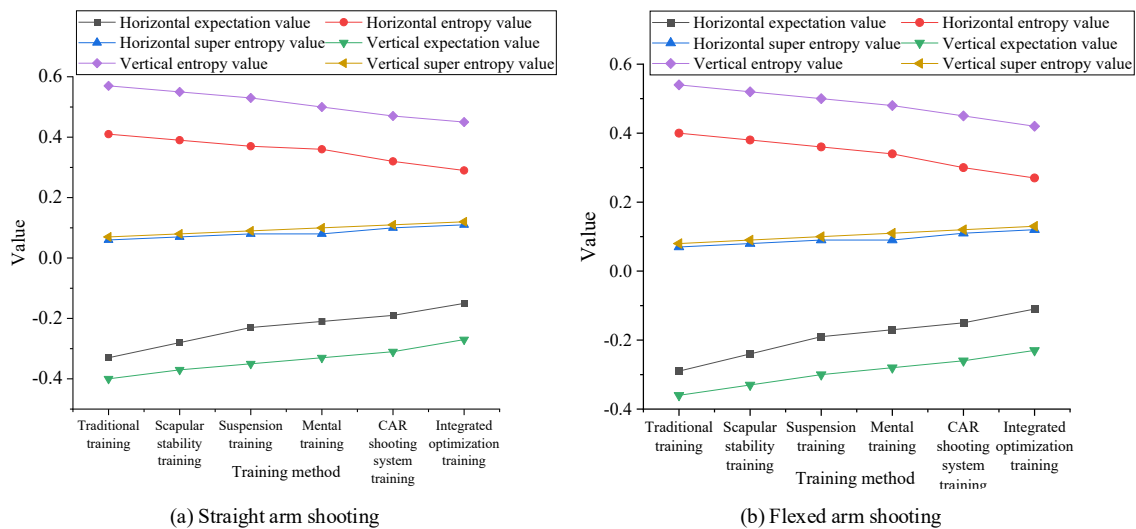 Horizontal expectation value Horizontal entropy value
Horizontal super entropy value Vertical expectation value
Vertical entropy value Vertical super entropy value
0.6
0.4
0.2
0.0
-0.2
-0.4
Value
Traditional training
Scapular stability training
Suspension training
Mental training
CAR shooting system training
Integrated optimization training
Training method
(a) Straight arm shooting
Horizontal expectation value Horizontal entropy value
Horizontal super entropy value Vertical expectation value
Vertical entropy value Vertical super entropy value
0.6
0.4
0.2
0.0
-0.2
-0.4
Value
Traditional training
Scapular stability training
Suspension training
Mental training
CAR shooting system training
Integrated optimization training
Training method
(b) Flexed arm shooting